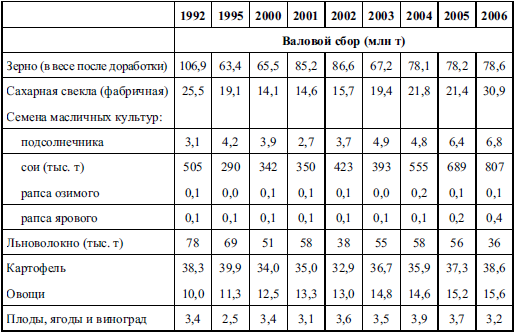 1992 1995 2000 2001 2002 2003 2004 2005 2006
Валовой сбор (млн т)
Зерно (в весе после доработки) 106,9 63,4 65,5 85,2 86,6 67,2 78,1 78,2 78,6
Сахарная свекла (фабричная) 25,5 19,1 14,1 14,6 15,7 19,4 21,8 21,4 30,9
Семена масличных культур:
подсолнечника 3,1 4,2 3,9 2,7 3,7 4,9 4,8 6,4 6,8
сои (тыс. т) 505 290 342 350 423 393 555 689 807
рапса озимого 0,1 0,0 0,1 0,1 0,1 0,0 0,2 0,1 0,1
рапса ярового 0,1 0,1 0,1 0,1 0,1 0,1 0,1 0,2 0,4
Льноволокно (тыс. т) 78 69 51 58 38 55 58 56 36
Картофель 38,3 39,9 34,0 35,0 32,9 36,7 35,9 37,3 38,6
Овощи 10,0 11,3 12,5 13,3 13,0 14,8 14,6 15,2 15,6
Плоды, ягоды и виноград 3,4 2,5 3,4 3,1 3,6 3,5 3,9 3,7 3,2